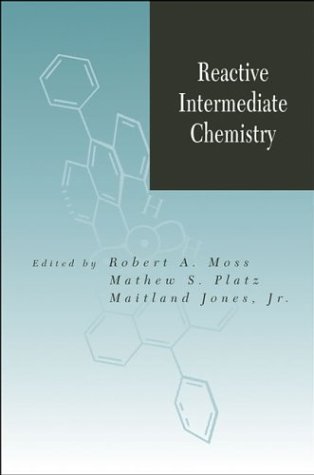 Reactive
Intermediate
Chemistry
H
H
Edited by Robert A. Moss
Mathew S. Platz
Maitland Jones, Jr.